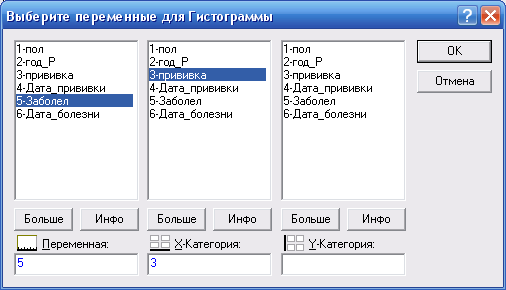 Выберите переменные для Гистограммы
1-пол
2-год_Р
3-прививка
4-Дата_прививки
5-Заболел
6-Дата_болезни
1-пол
2-год_Р
3-прививка
4-Дата_прививки
5-Заболел
6-Дата_болезни
1-пол
2-год_Р
3-прививка
4-Дата_прививки
5-Заболел
6-Дата_болезни
OK
Отмена
Больше Инфо Больше Инфо Больше Инфо
Переменная: X-Категория: Y-Категория:
5 3